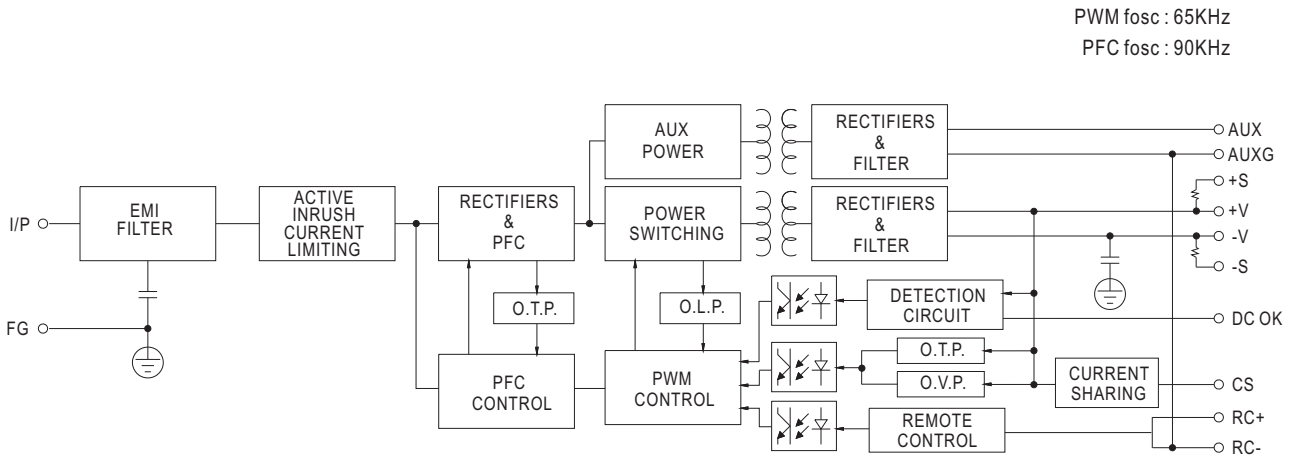 PWM fosc : 65KHz
PFC fosc : 90KHz
AUX
POWER
RECTIFIERS
&
FILTER
AUX
AUXG
+S
I/P
EMI
FILTER
ACTIVE
INRUSH
CURRENT
LIMITING
RECTIFIERS
&
PFC
POWER
SWITCHING
RECTIFIERS
&
FILTER
+V
-V
-S
O.T.P.
O.L.P.
DETECTION
CIRCUIT
DC OK
FG
PFC
CONTROL
PWM
CONTROL
O.T.P.
O.V.P.
CURRENT
SHARING
CS
REMOTE
CONTROL
RC+
RC-